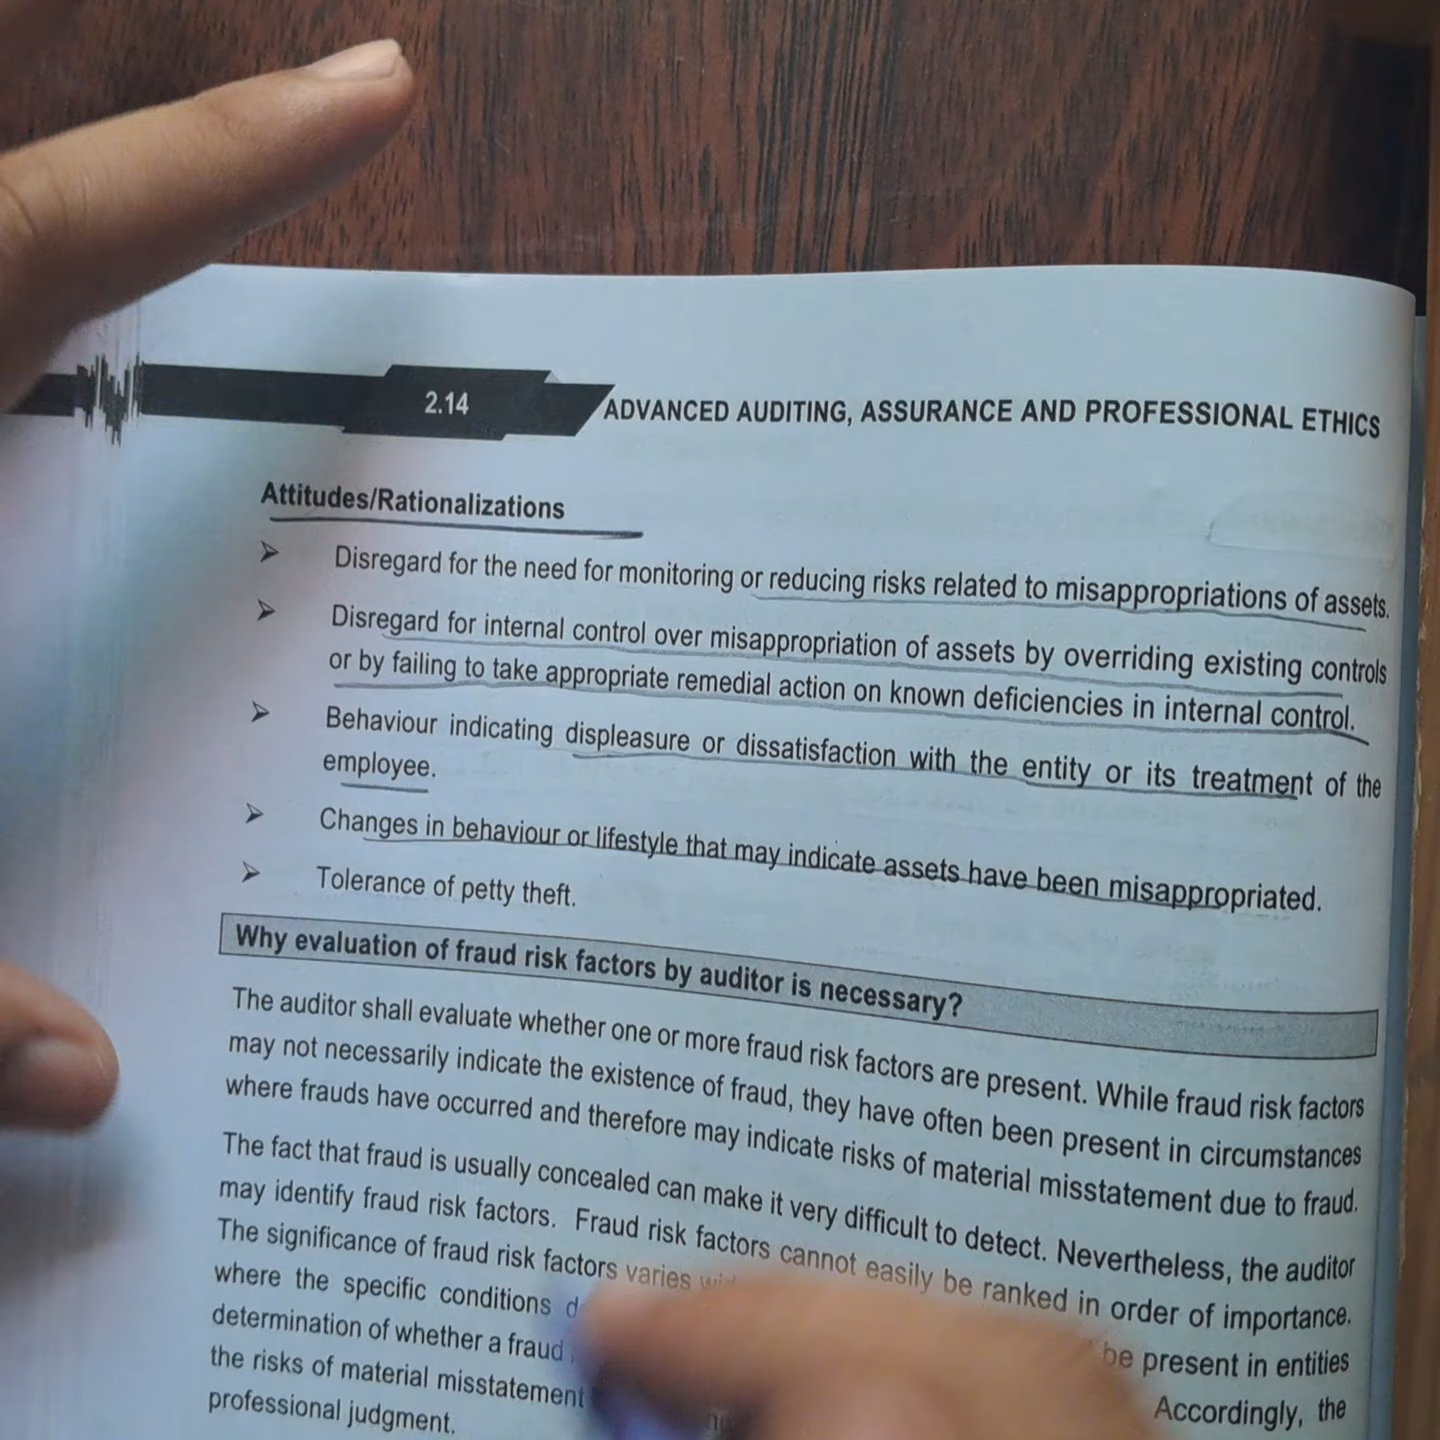 2.14
ADVANCED AUDITING, ASSURANCE AND PROFESSIONAL ETHICS
Attitudes/Rationalizations
➢ Disregard for the need for monitoring or reducing risks related to misappropriations of assets.
➢ Disregard for internal control over misappropriation of assets by overriding existing controls
or by failing to take appropriate remedial action on known deficiencies in internal control.
➢ Behaviour indicating displeasure or dissatisfaction with the entity or its treatment of the
employee.
➢ Changes in behaviour or lifestyle that may indicate assets have been misappropriated.
➢ Tolerance of petty theft.
Why evaluation of fraud risk factors by auditor is necessary?
The auditor shall evaluate whether one or more fraud risk factors are present. While fraud risk factors
may not necessarily indicate the existence of fraud, they have often been present in circumstances
where frauds have occurred and therefore may indicate risks of material misstatement due to fraud.
The fact that fraud is usually concealed can make it very difficult to detect. Nevertheless, the auditor
may identify fraud risk factors. Fraud risk factors cannot easily be ranked in order of importance.
The significance of fraud risk factors varies be present in entities
where the specific conditions Accordingly, the
determination of whether a fraud
the risks of material misstatement
professional judgment.